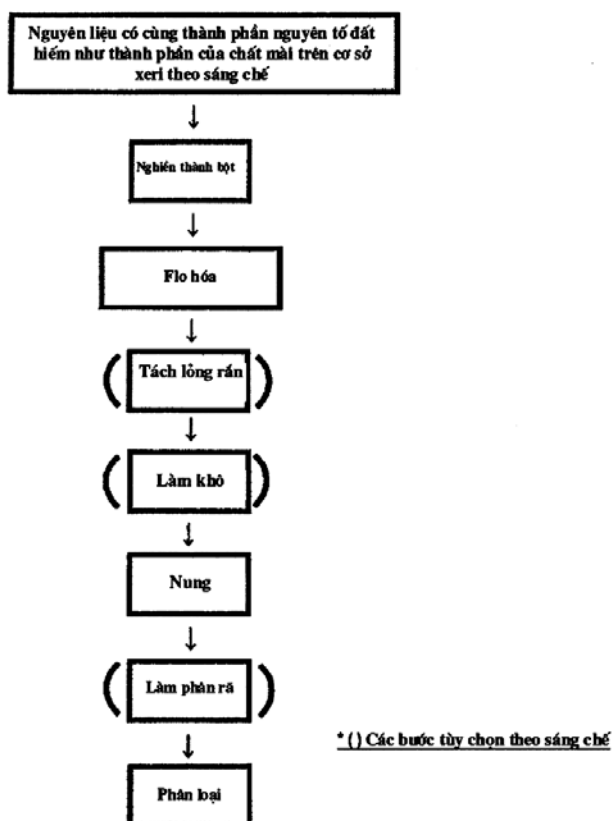 Nguyên liệu có cùng thành phần nguyên tố đất
hiếm như thành phần của chất mài trên cơ sở
xeri theo sáng chế
↓
Nghiền thành bột
↓
Flo hóa
↓
( Tách lỏng rắn )
↓
( Làm khô )
↓
Nung
↓
( Làm phản rã )
↓
* ( ) Các bước tùy chọn theo sáng chế
Phân loại